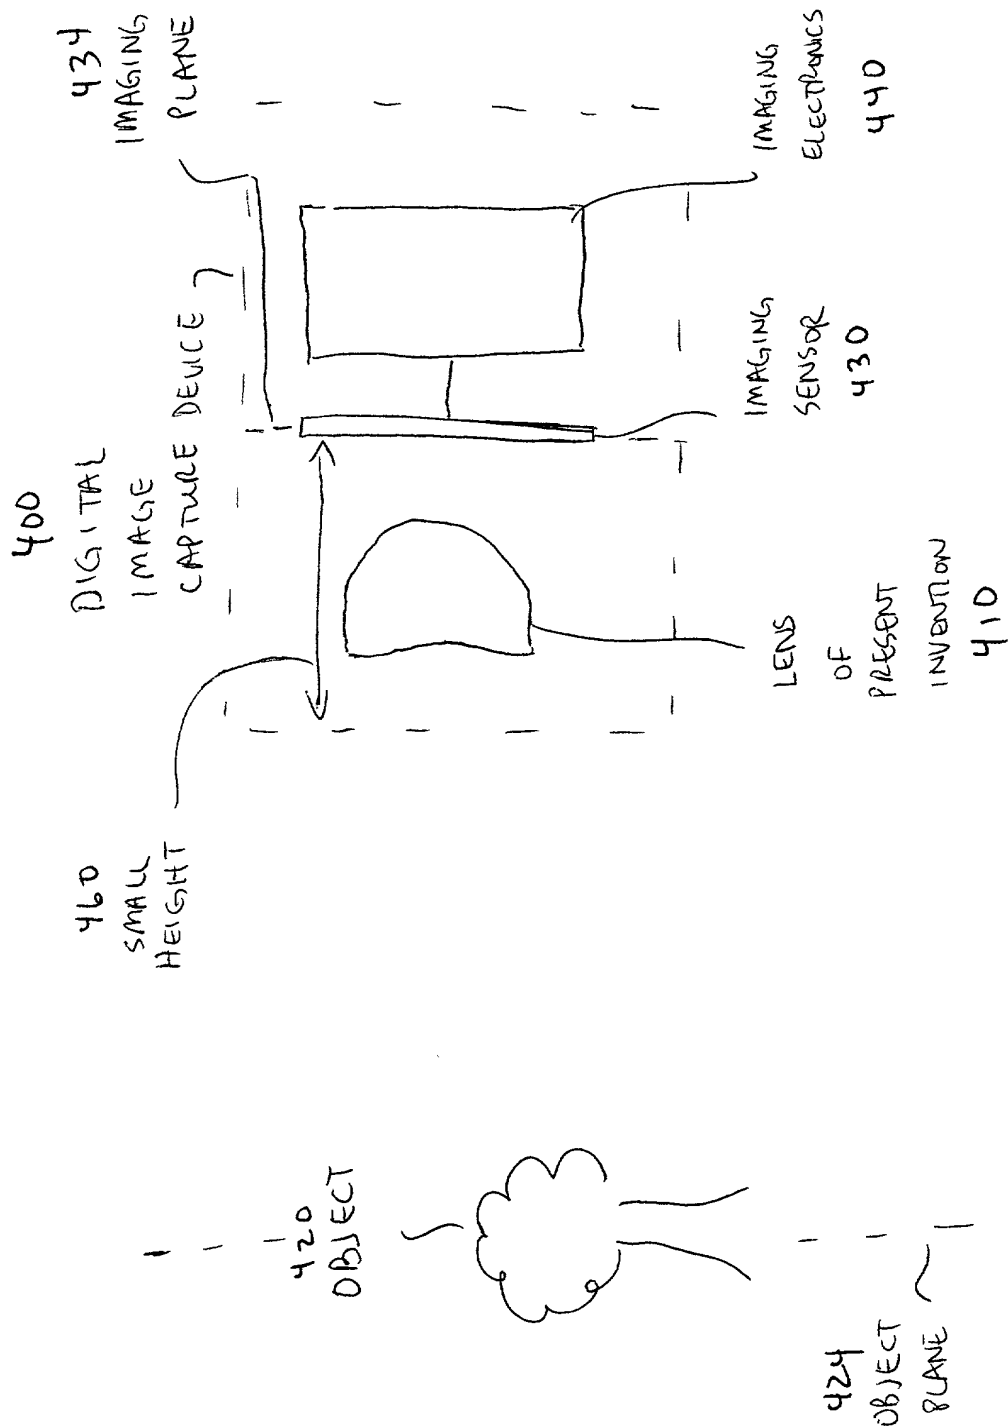 400
DIGITAL
IMAGE
CAPTURE DEVICE
434
IMAGING
PLANE
460
SMALL
HEIGHT
420
OBJECT
424
OBJECT
PLANE
LENS
OF
PRESENT
INVENTION
410
IMAGING
SENSOR
430
IMAGING
ELECTRONICS
440